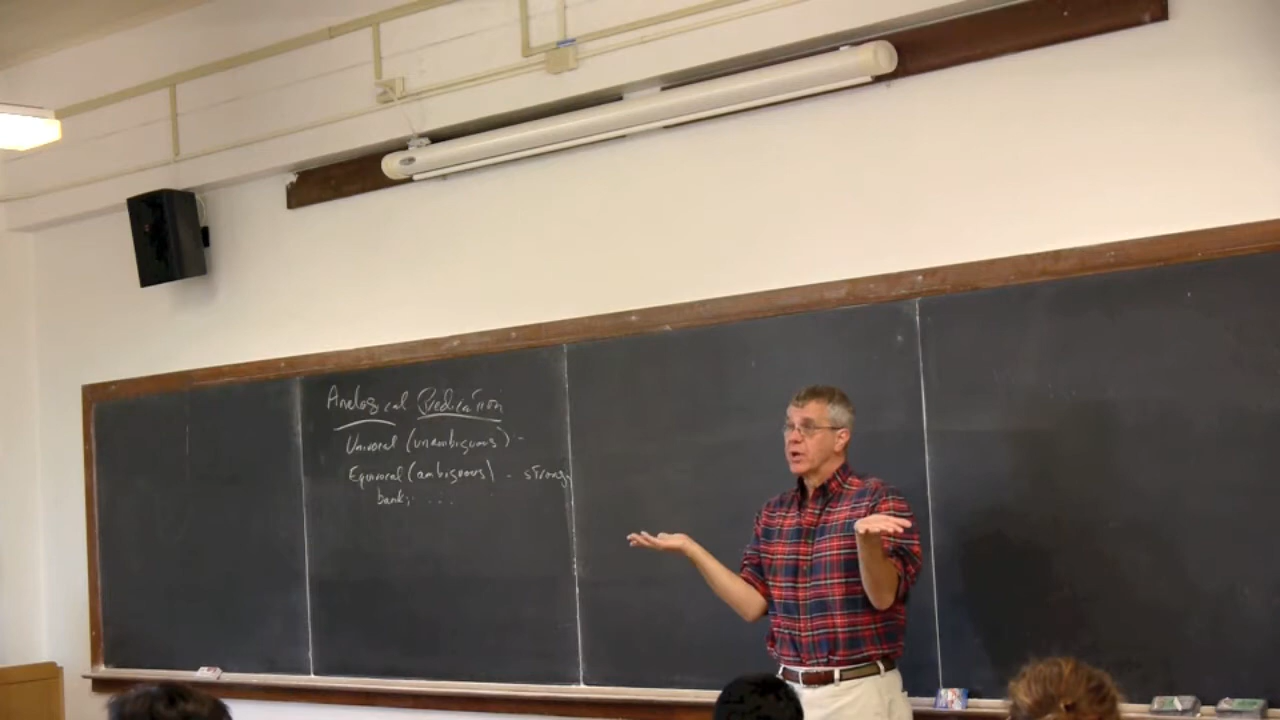 Analogical Predication
Univocal (unambiguous) -
Equivocal (ambiguous) - strong,
bank; ...